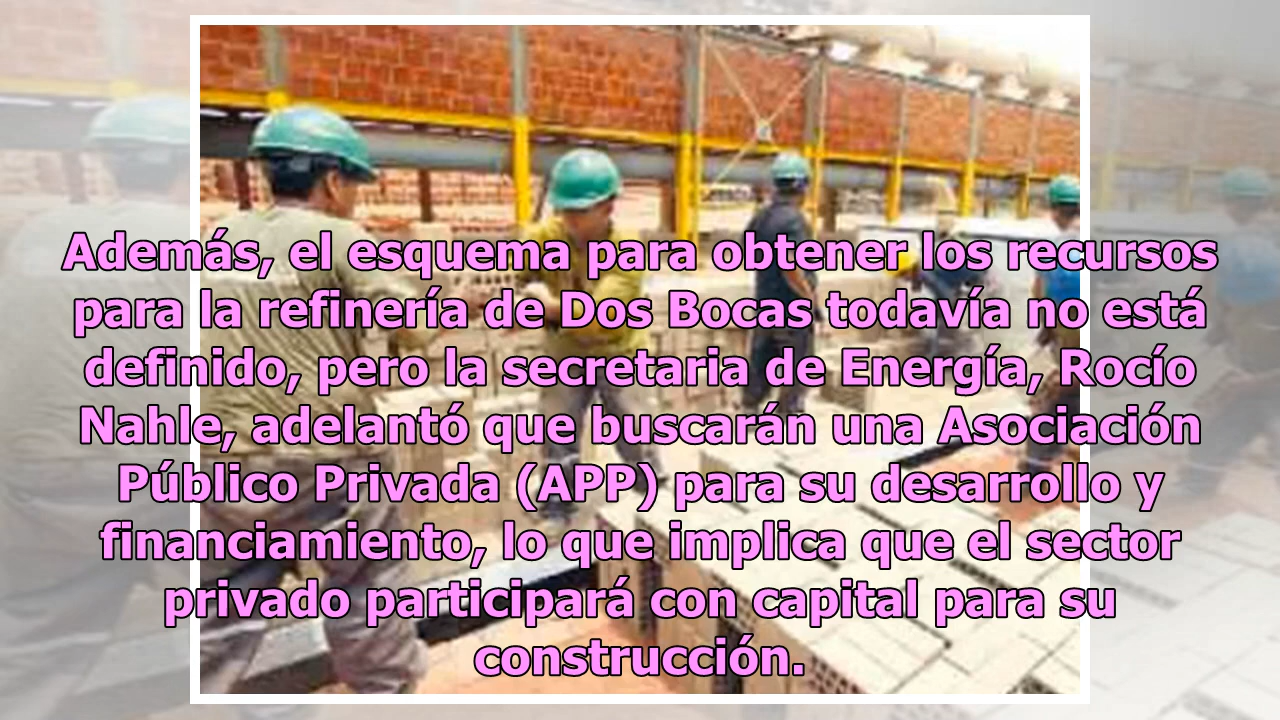 Además, el esquema para obtener los recursos
para la refinería de Dos Bocas todavía no está
definido, pero la secretaria de Energía, Rocío
Nahle, adelantó que buscarán una Asociación
Público Privada (APP) para su desarrollo y
financiamiento, lo que implica que el sector
privado participará con capital para su
construcción.